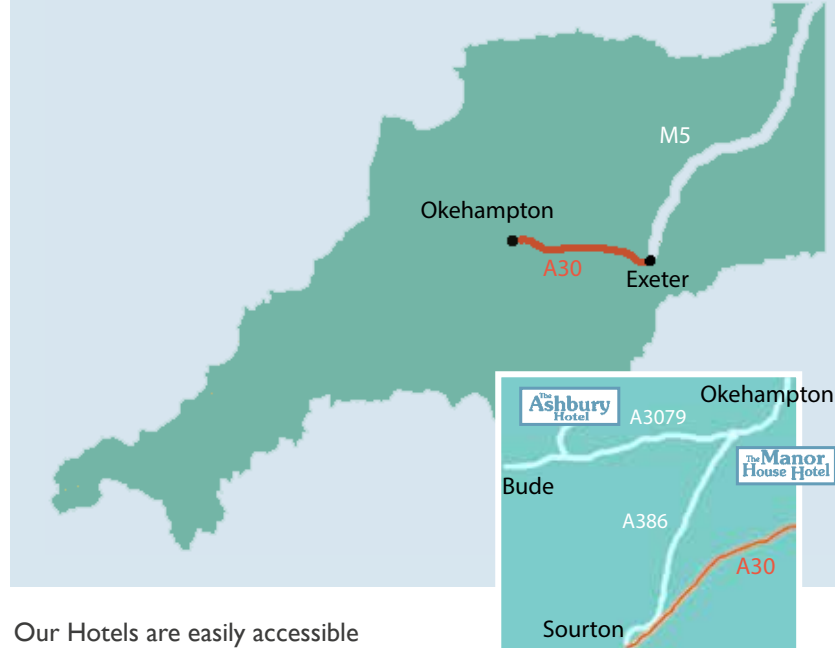 M5
Okehampton
A30
Exeter
The
Ashbury
Hotel
Okehampton
A3079
The Manor
House Hotel
Bude
A386
A30
Sourton
Our Hotels are easily accessible